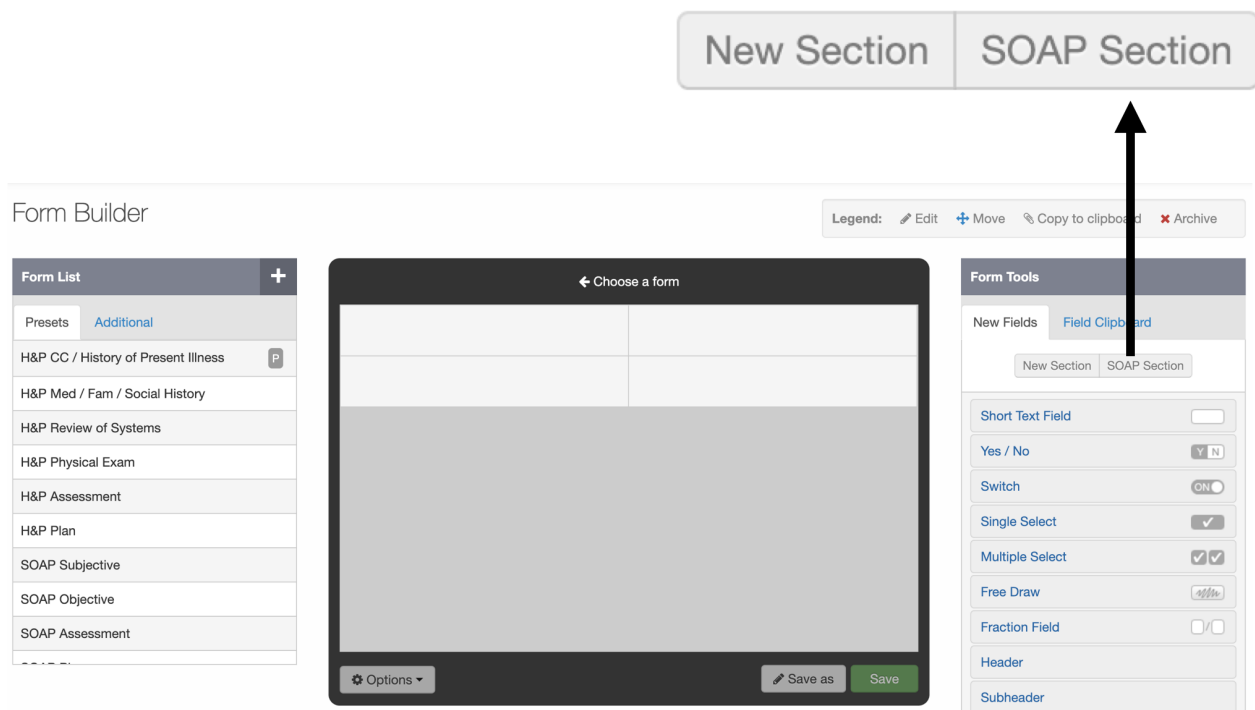 New Section SOAP Section
Form Builder
Legend: Edit Move Copy to clipboard Archive
Form List +
Presets Additional
H&P CC / History of Present Illness P
H&P Med / Fam / Social History
H&P Review of Systems
H&P Physical Exam
H&P Assessment
H&P Plan
SOAP Subjective
SOAP Objective
SOAP Assessment
Choose a form
Options
Save as Save
Form Tools
New Fields Field Clipboard
New Section SOAP Section
Short Text Field
Yes / No Y N
Switch ON
Single Select
Multiple Select
Free Draw
Fraction Field /
Header
Subheader